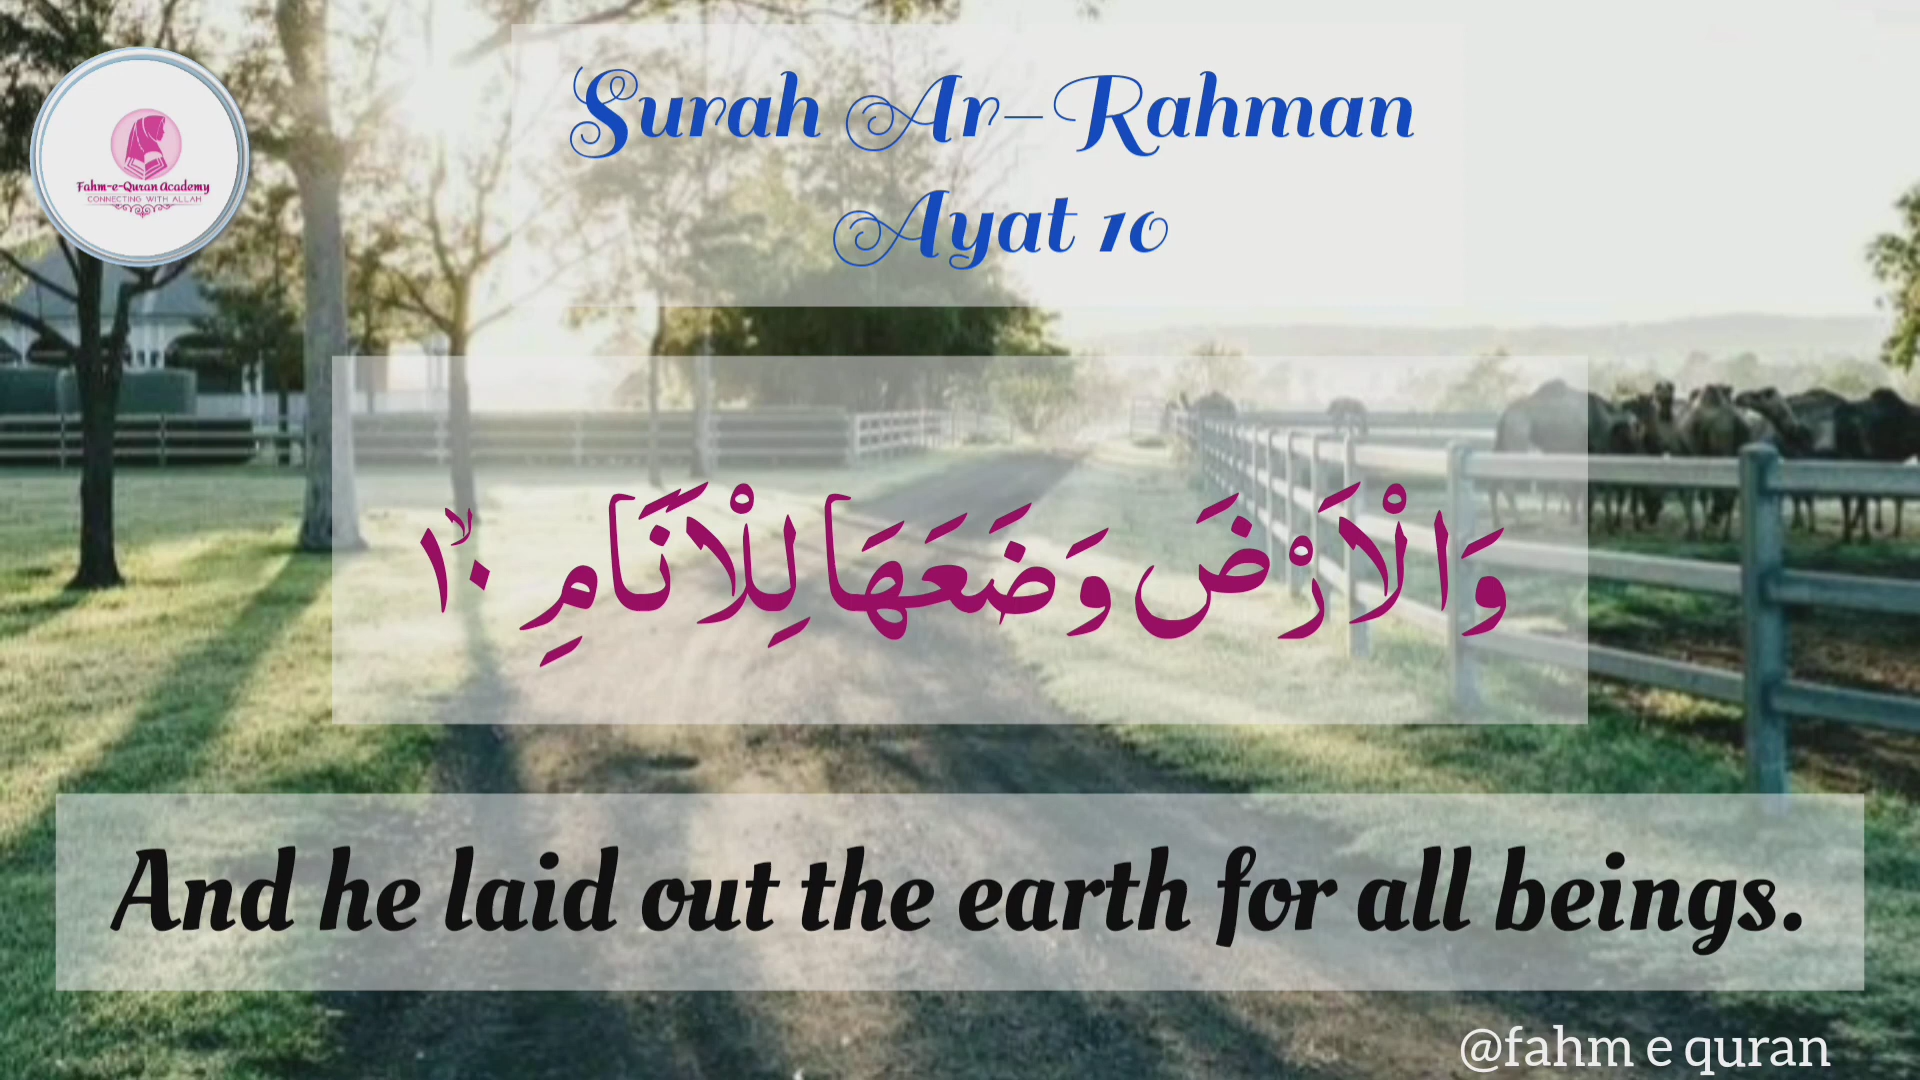 Fahm-e-Quran Academy
CONNECTING WITH ALLAH
Surah Ar-Rahman
Ayat 10
وَالْاَرْضَ وَضَعَهَا لِلْاَنَامِ ۙ ۱۰
And he laid out the earth for all beings.
@fahm e quran